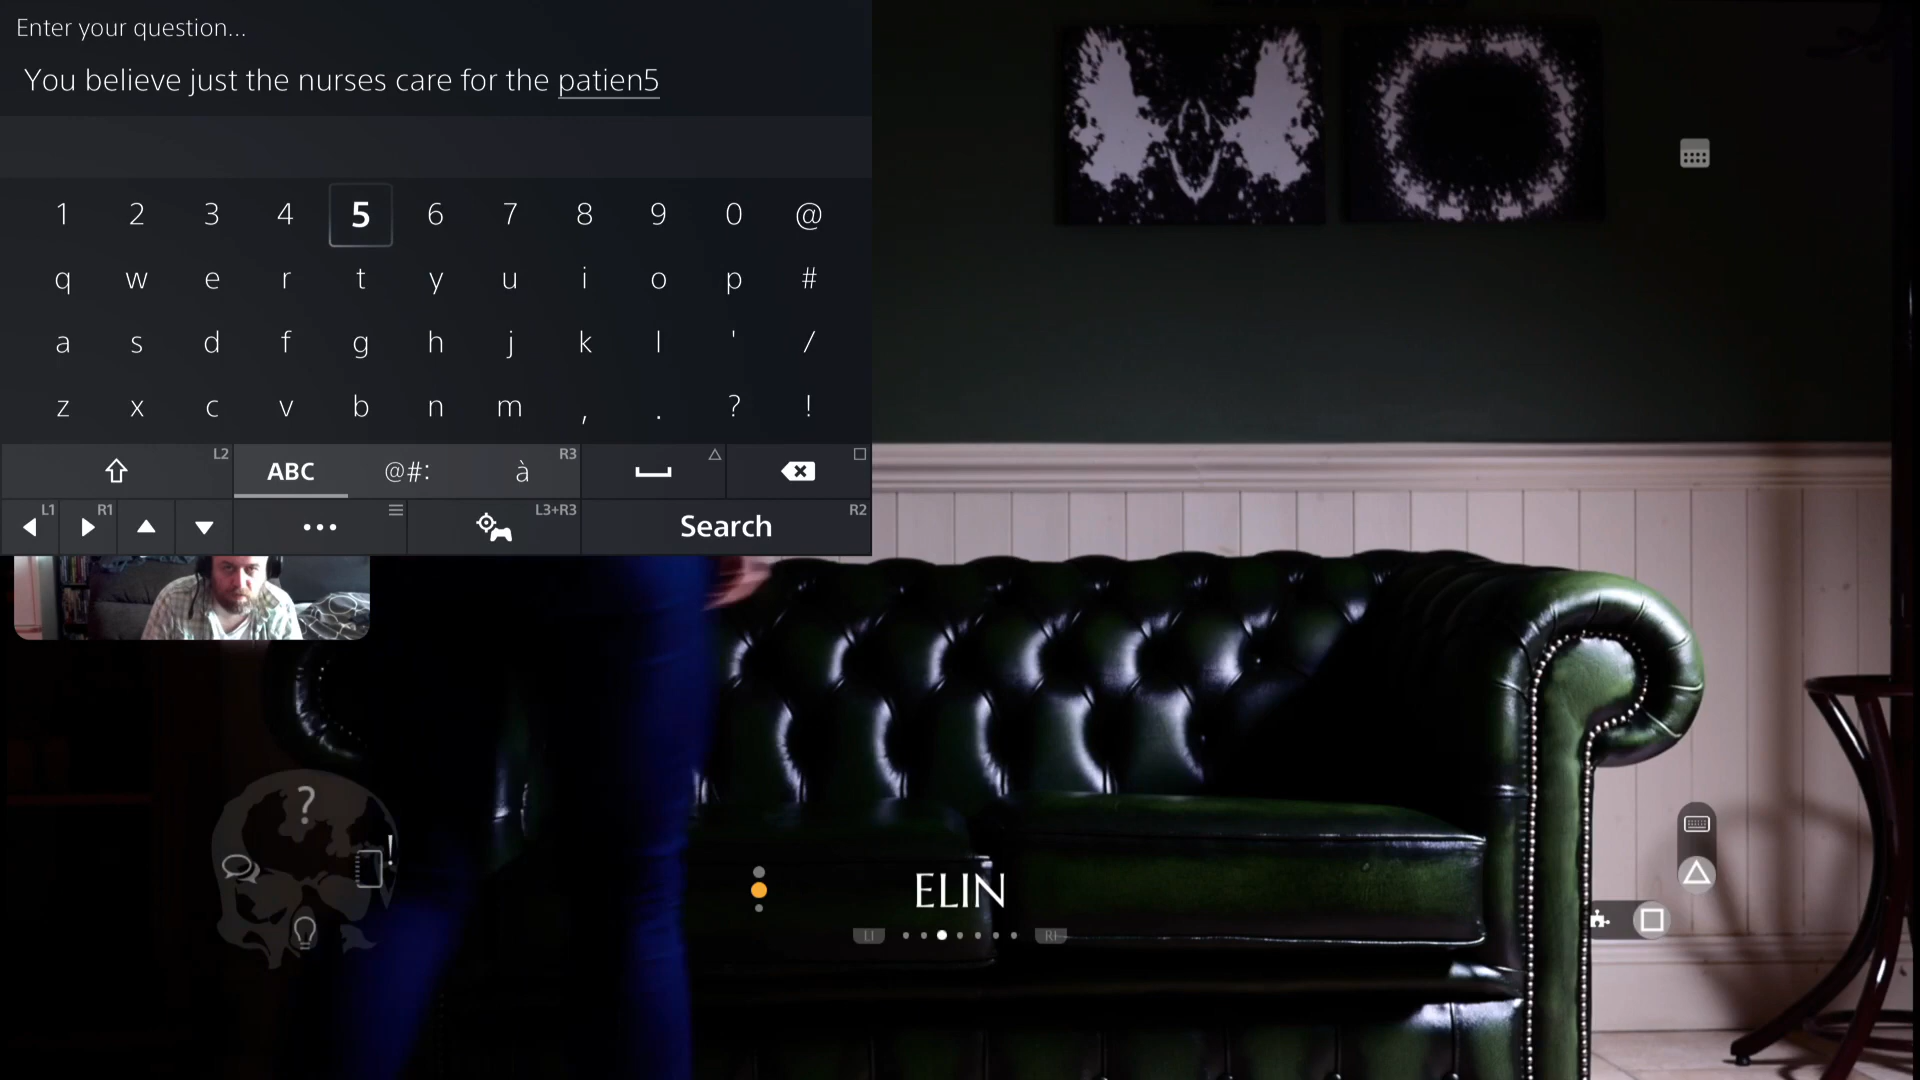 Enter your question...
You believe just the nurses care for the patien5
1 2 3 4 5 6 7 8 9 0 @
q w e r t y u i o p #
a s d f g h j k l ' /
z x c v b n m , . ? !
L2 ABC @#: à R3
L1 R1 ... L3+R3 Search R2
?
!
ELIN
L1 R1